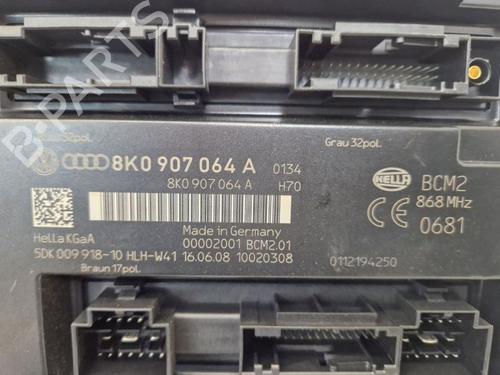 B-PARTS
Grau 32pol.
Grau 32pol.
8K0 907 064 A 0134
8K0 907 064 A H70
HELLA BCM2
868 MHz
CE 0681
Made in Germany
Hella KGaA 00002001 BCM2.01
5DK 009 918-10 HLH-W41 16.06.08 10020308
0112194250
Braun 17pol.